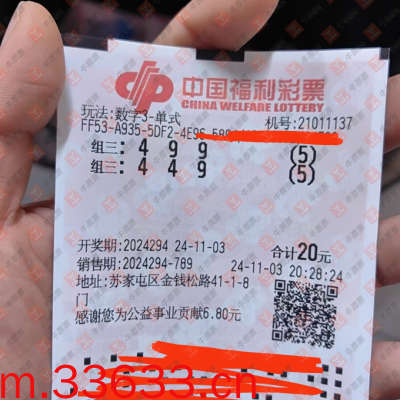 中国福利彩票
CHINA WELFARE LOTTERY
玩法:数字3-单式
机号:21011137
FF53-A935-5DF2-4E96
组三: 4 9 9 (5)
组三: 4 4 9 (5)
开奖期:2024294 24-11-03 合计20元
销售期:2024294-789 24-11-03 20:28:24
地址:苏家屯区金钱松路41-1-8
门
感谢您为公益事业贡献6.80元
m.33633.cn